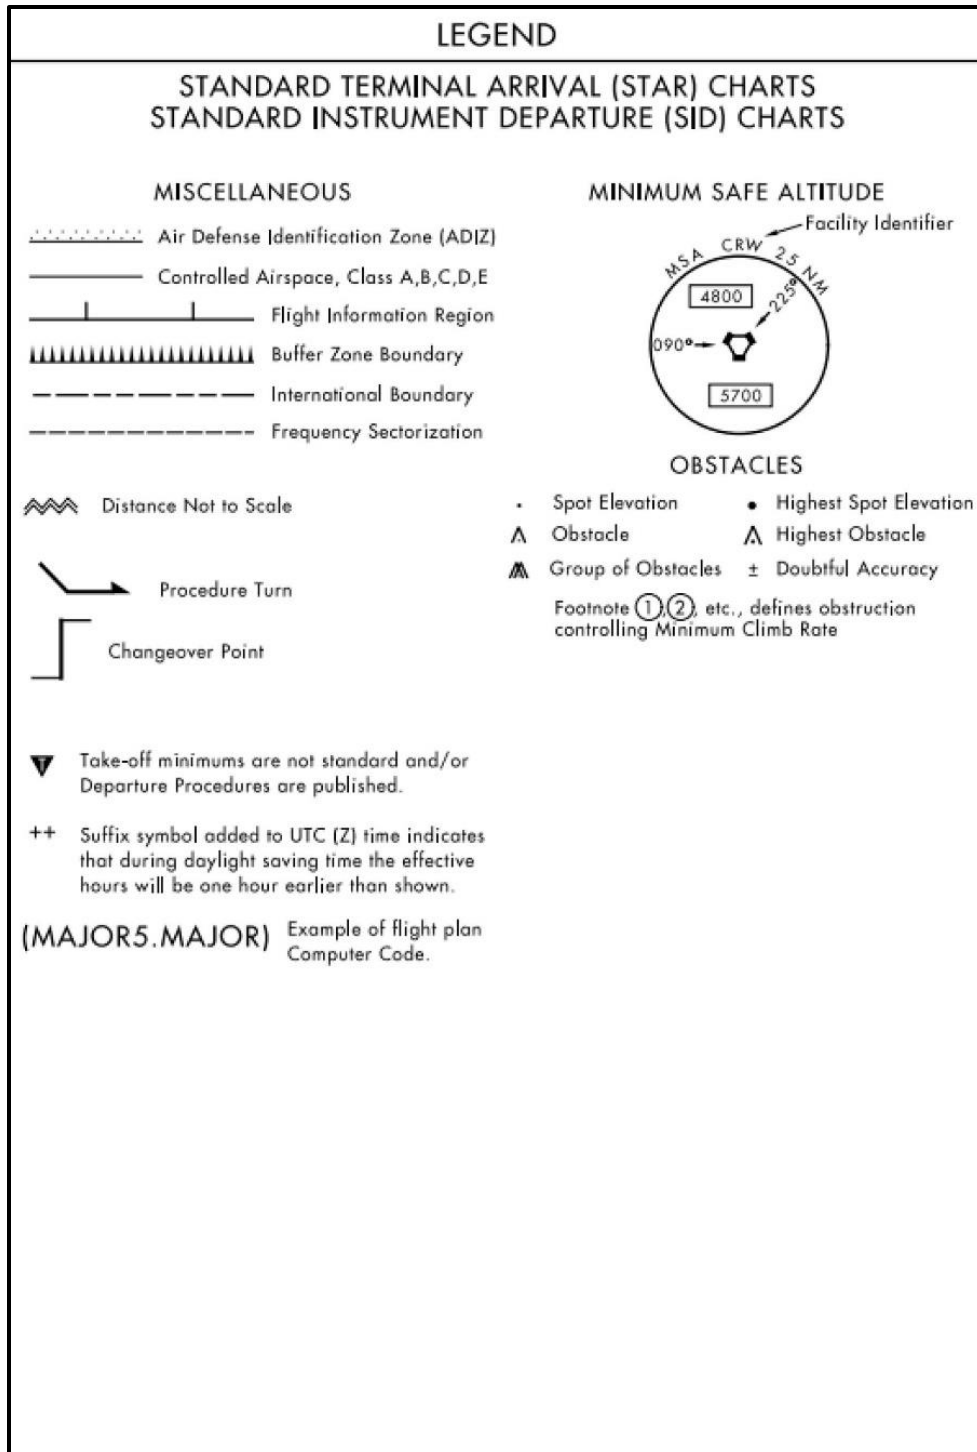 LEGEND
STANDARD TERMINAL ARRIVAL (STAR) CHARTS
STANDARD INSTRUMENT DEPARTURE (SID) CHARTS
MISCELLANEOUS
Air Defense Identification Zone (ADIZ)
Controlled Airspace, Class A,B,C,D,E
Flight Information Region
Buffer Zone Boundary
International Boundary
Frequency Sectorization
Distance Not to Scale
Procedure Turn
Changeover Point
T
Take-off minimums are not standard and/or
Departure Procedures are published.
++ Suffix symbol added to UTC (Z) time indicates
that during daylight saving time the effective
hours will be one hour earlier than shown.
(MAJOR5.MAJOR) Example of flight plan
Computer Code.
MINIMUM SAFE ALTITUDE
Facility Identifier
MSA CRW 25 NM
4800
225°
090°
5700
OBSTACLES
Spot Elevation
Highest Spot Elevation
Obstacle
Highest Obstacle
Group of Obstacles
± Doubtful Accuracy
Footnote 1, 2, etc., defines obstruction
controlling Minimum Climb Rate